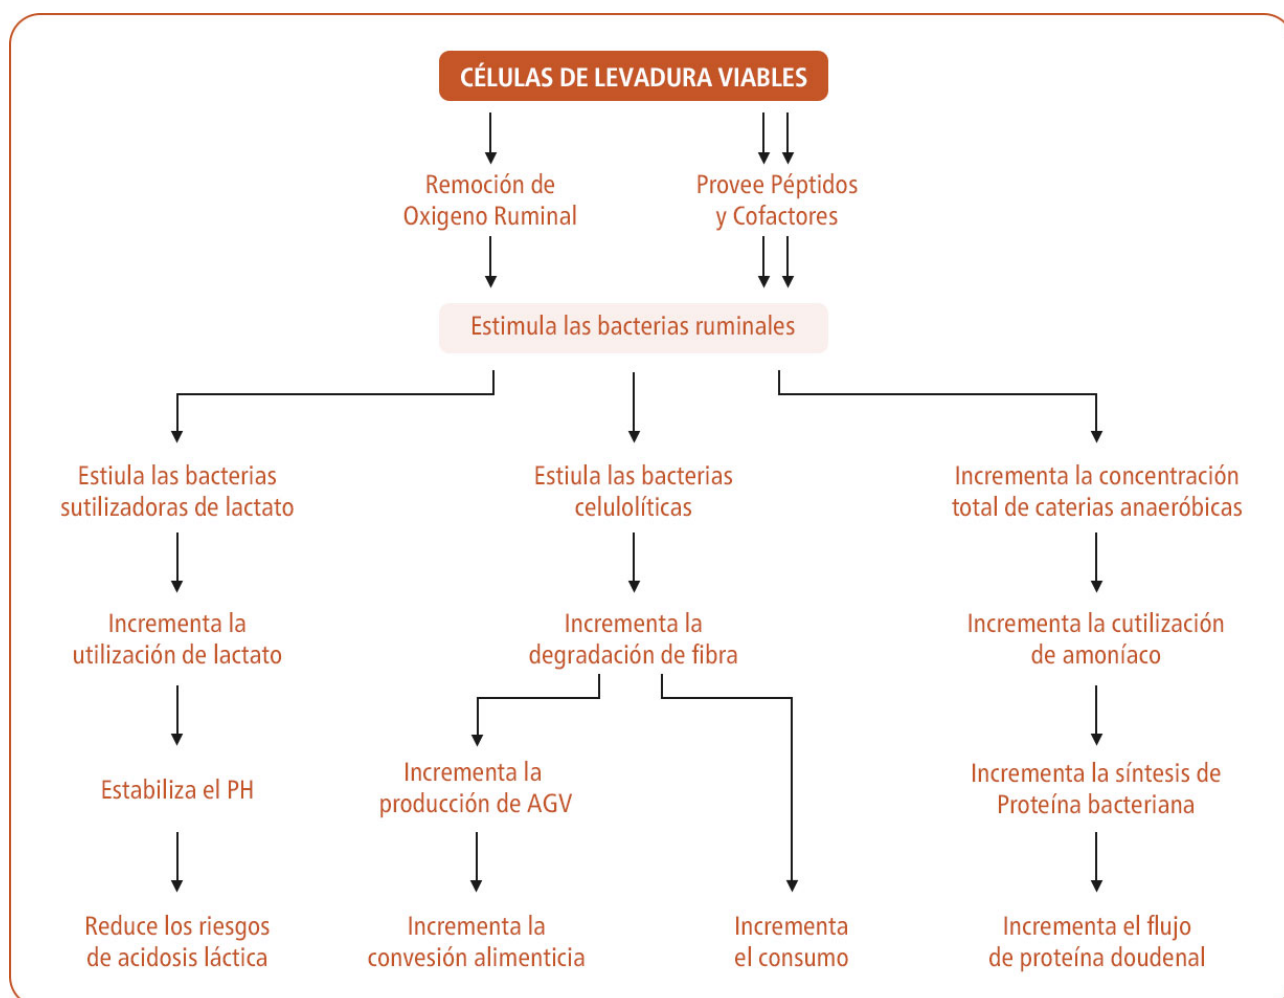 CÉLULAS DE LEVADURA VIABLES
Remoción de
Oxigeno Ruminal
Provee Péptidos
y Cofactores
Estimula las bacterias ruminales
Estiula las bacterias
sutilizadoras de lactato
Estiula las bacterias
celulolíticas
Incrementa la concentración
total de caterias anaeróbicas
Incrementa la
utilización de lactato
Incrementa la
degradación de fibra
Incrementa la cutilización
de amoníaco
Estabiliza el PH
Incrementa la
producción de AGV
Incrementa la síntesis de
Proteína bacteriana
Reduce los riesgos
de acidosis láctica
Incrementa la
convesión alimenticia
Incrementa
el consumo
Incrementa el flujo
de proteína doudenal